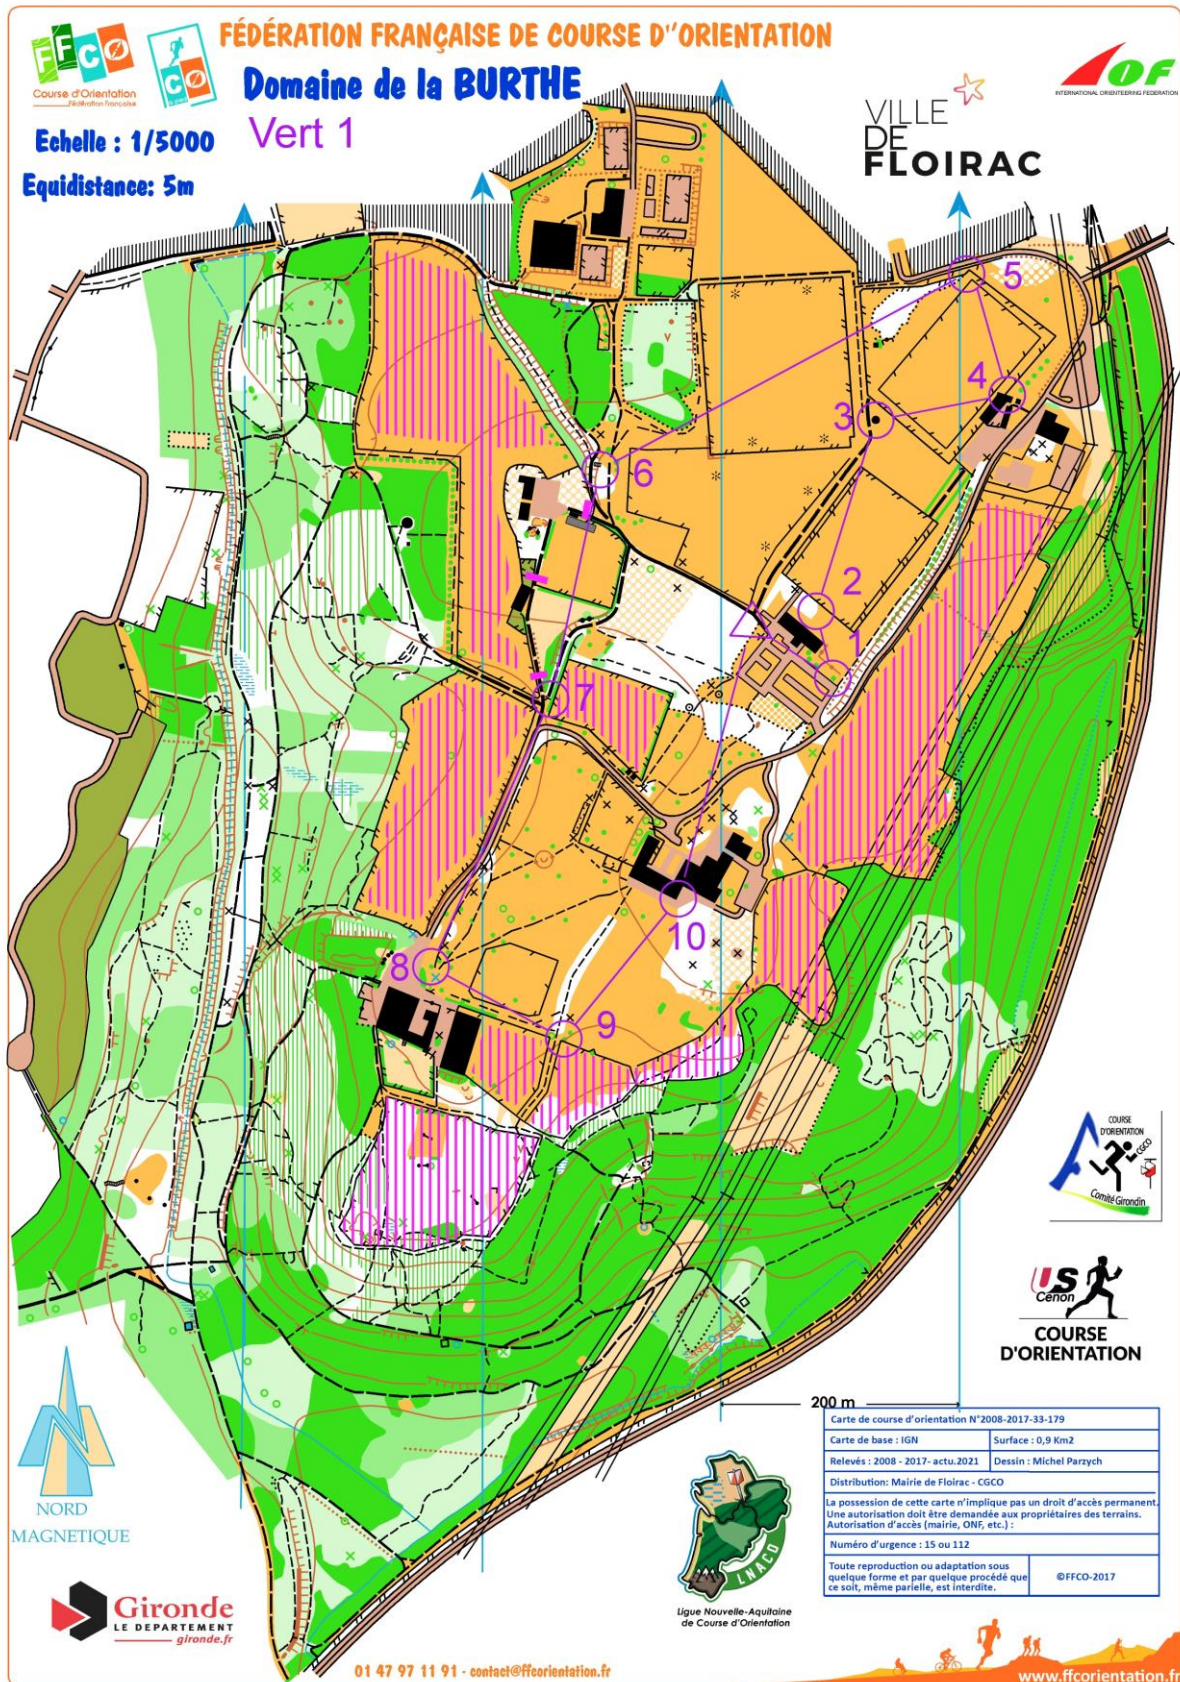 FÉDÉRATION FRANÇAISE DE COURSE D''ORIENTATION
FFCO
Course d'Orientation
Fédération Française
CO
Domaine de la BURTHE
Vert 1
Echelle : 1/5000
Equidistance: 5m
VILLE
DE
FLOIRAC
IOF
INTERNATIONAL ORIENTEERING FEDERATION
5
4
3
6
2
1
7
10
8
9
COURSE
D'ORIENTATION
CGCO
Comité Girondin
US
Cenon
COURSE
D'ORIENTATION
200 m
Carte de course d'orientation N°2008-2017-33-179
Carte de base : IGN
Surface : 0,9 Km2
Relevés : 2008 - 2017- actu.2021
Dessin : Michel Parzych
Distribution: Mairie de Floirac - CGCO
La possession de cette carte n'implique pas un droit d'accès permanent.
Une autorisation doit être demandée aux propriétaires des terrains.
Autorisation d'accès (mairie, ONF, etc.) :
Numéro d'urgence : 15 ou 112
Toute reproduction ou adaptation sous
quelque forme et par quelque procédé que
ce soit, même parielle, est interdite.
©FFCO-2017
NORD
MAGNETIQUE
LNACO
Ligue Nouvelle-Aquitaine
de Course d'Orientation
Gironde
LE DEPARTEMENT
gironde.fr
01 47 97 11 91 - contact@ffcorientation.fr
www.ffcorientation.fr